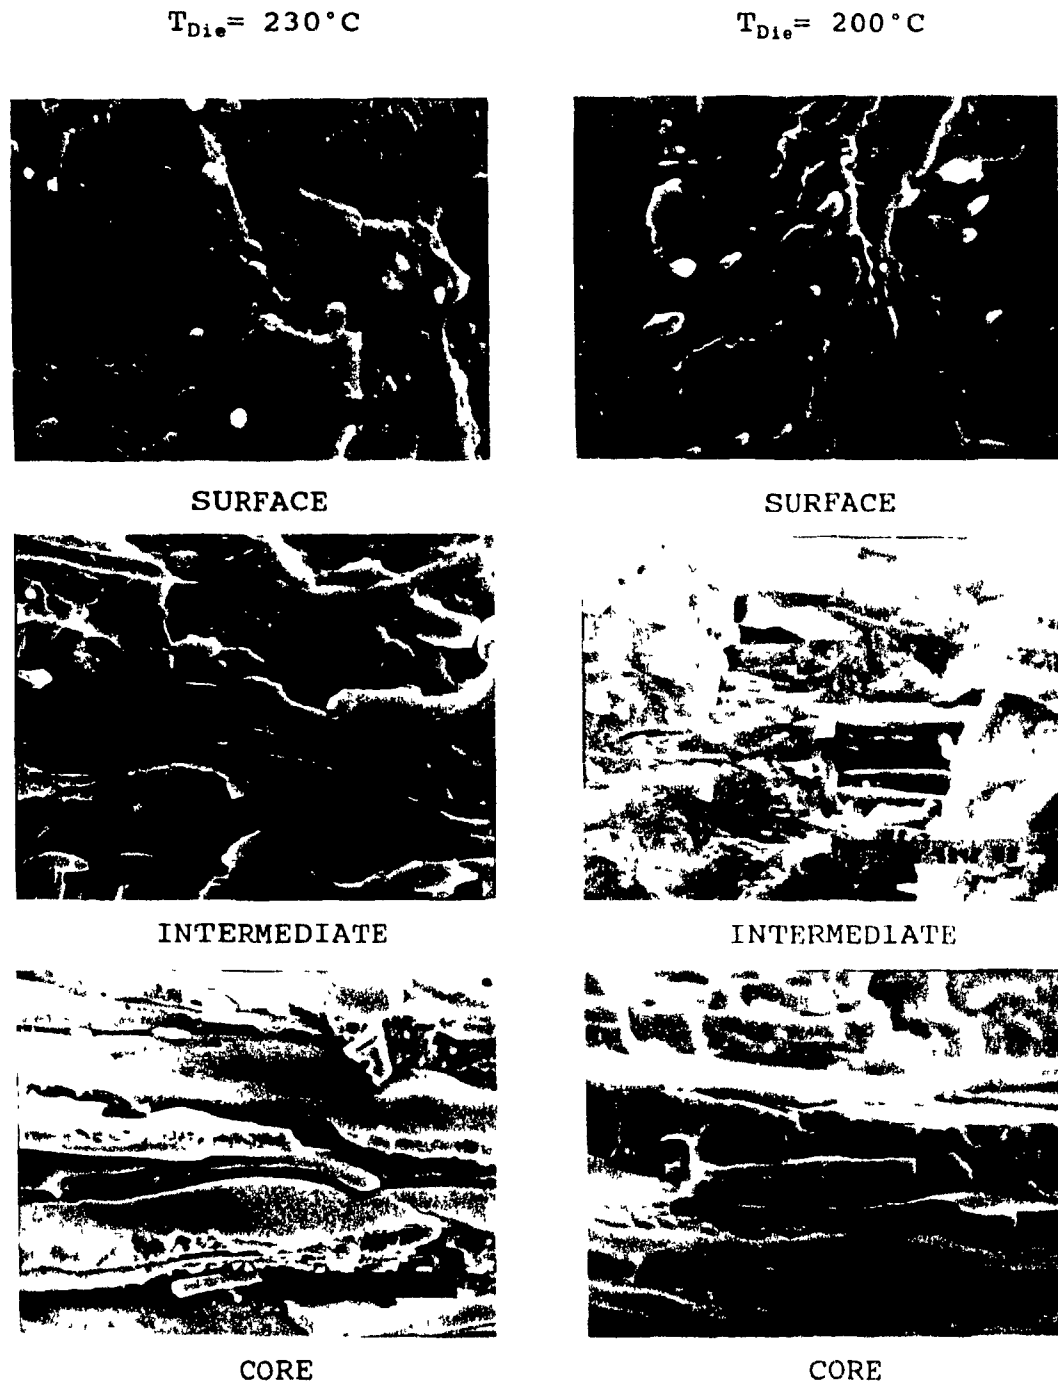 T_Die= 230°C T_Die= 200°C
SURFACE SURFACE
INTERMEDIATE INTERMEDIATE
CORE CORE